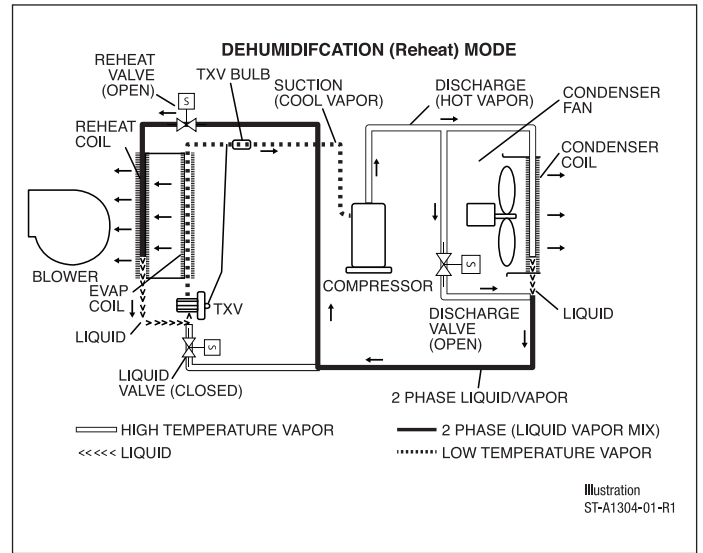 DEHUMIDIFCATION (Reheat) MODE
REHEAT
VALVE
(OPEN)
TXV BULB
SUCTION
(COOL VAPOR)
DISCHARGE
(HOT VAPOR)
CONDENSER
FAN
S
REHEAT
COIL
CONDENSER
COIL
BLOWER
EVAP
COIL
TXV
COMPRESSOR
S
LIQUID
LIQUID
VALVE (CLOSED)
S
DISCHARGE
VALVE
(OPEN)
LIQUID
2 PHASE LIQUID/VAPOR
HIGH TEMPERATURE VAPOR
2 PHASE (LIQUID VAPOR MIX)
<<<<< LIQUID
LOW TEMPERATURE VAPOR
Illustration
ST-A1304-01-R1